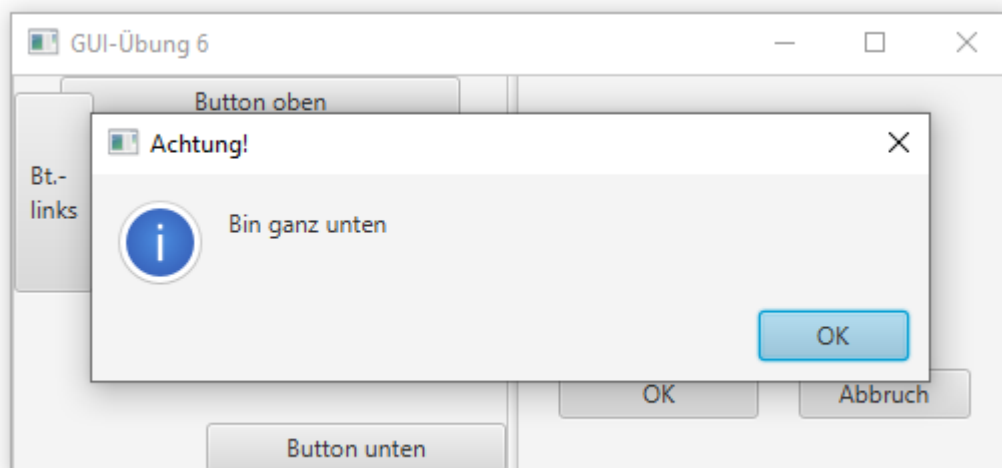 GUI-Übung 6
Button oben
Achtung!
Bt.-
links
Bin ganz unten
OK
OK
Abbruch
Button unten